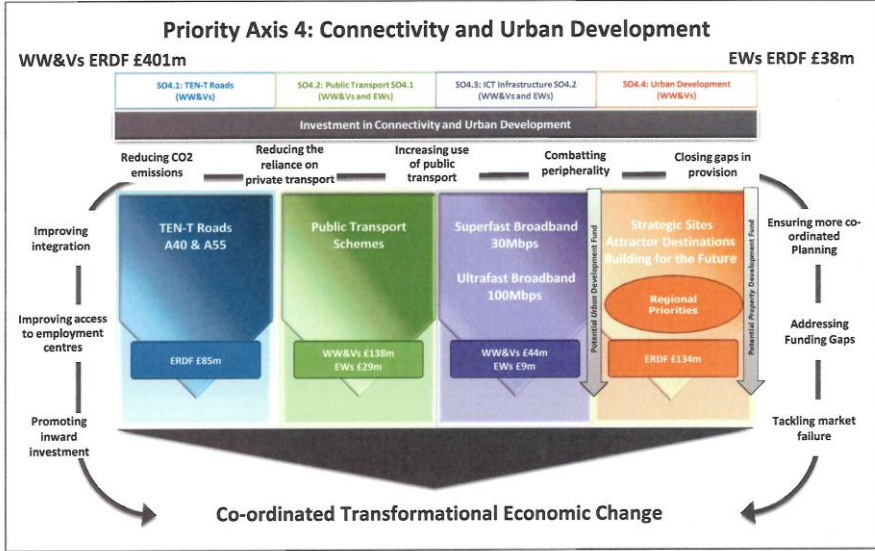 Priority Axis 4: Connectivity and Urban Development
WW&Vs ERDF £401m
EWs ERDF £38m
SO4.1: TEN-T Roads
(WW&Vs)
SO4.2: Public Transport SO4.1
(WW&Vs and EWs)
SO4.3: ICT Infrastructure SO4.2
(WW&Vs and EWs)
SO4.4: Urban Development
(WW&Vs)
Investment in Connectivity and Urban Development
Reducing CO2
emissions
Reducing the
reliance on
private transport
Increasing use
of public
transport
Combatting
peripherality
Closing gaps in
provision
Improving
integration
Improving access
to employment
centres
Promoting
inward
investment
TEN-T Roads
A40 & A55
ERDF £85m
Public Transport
Schemes
WW&Vs £138m
EWs £29m
Superfast Broadband
30Mbps
Ultrafast Broadband
100Mbps
WW&Vs £44m
EWs £9m
Potential Urban Development Fund
Strategic Sites
Attractor Destinations
Building for the Future
Regional
Priorities
ERDF £134m
Potential Property Development Fund
Ensuring more co-
ordinated
Planning
Addressing
Funding Gaps
Tackling market
failure
Co-ordinated Transformational Economic Change